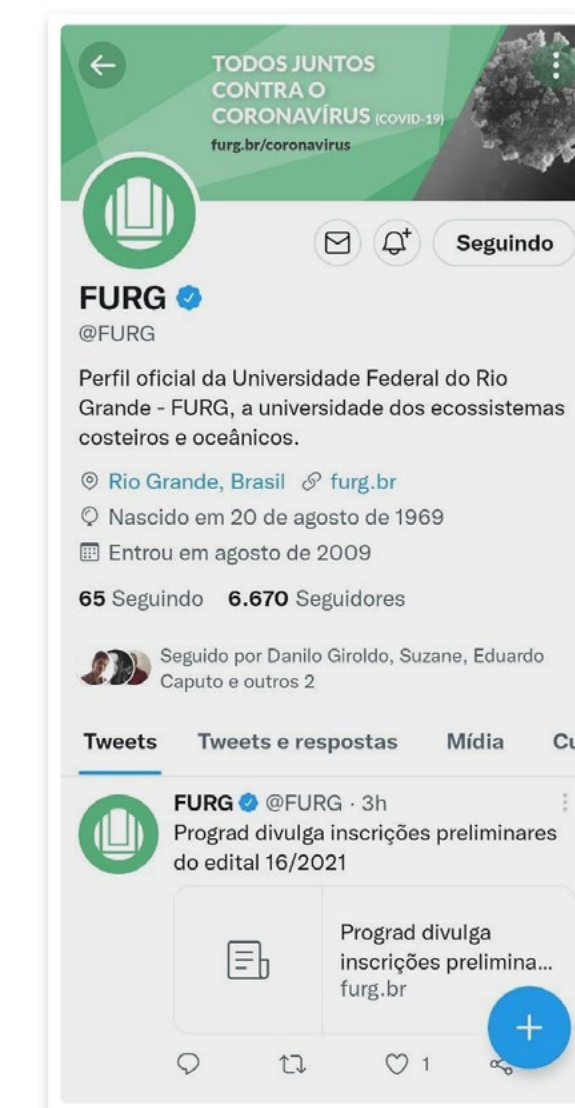 TODOS JUNTOS
CONTRA O
CORONAVÍRUS (COVID-19)
furg.br/coronavirus
Seguindo
FURG
@FURG
Perfil oficial da Universidade Federal do Rio
Grande - FURG, a universidade dos ecossistemas
costeiros e oceânicos.
Rio Grande, Brasil furg.br
Nascido em 20 de agosto de 1969
Entrou em agosto de 2009
65 Seguindo 6.670 Seguidores
Seguido por Danilo Giroldo, Suzane, Eduardo
Caputo e outros 2
Tweets Tweets e respostas Mídia Cu
FURG @FURG · 3h
Prograd divulga inscrições preliminares
do edital 16/2021
Prograd divulga
inscrições prelimina...
furg.br
1